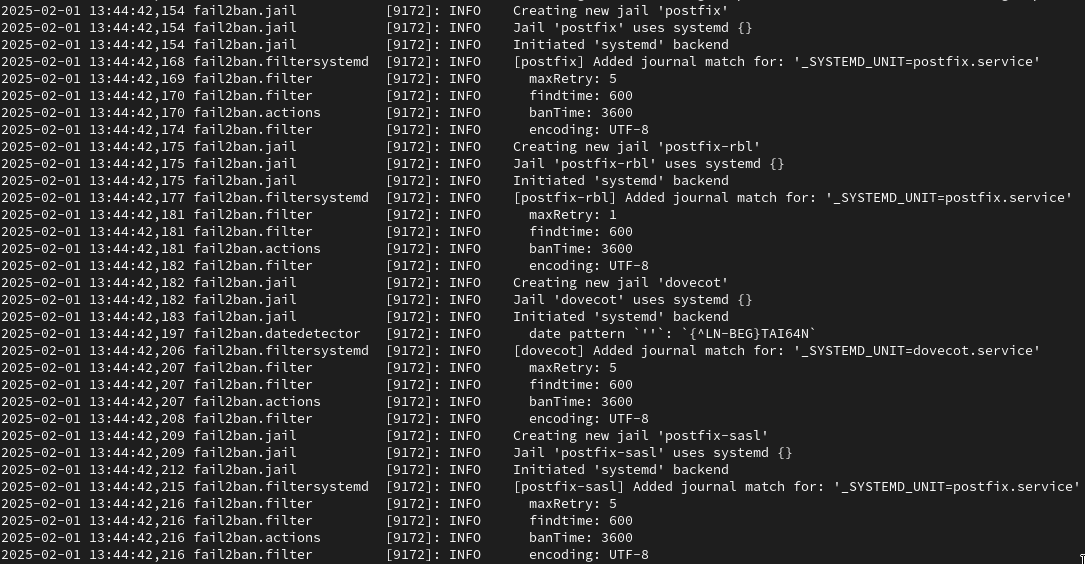 2025-02-01 13:44:42,154 fail2ban.jail           [9172]: INFO    Creating new jail 'postfix'
2025-02-01 13:44:42,154 fail2ban.jail           [9172]: INFO    Jail 'postfix' uses systemd {}
2025-02-01 13:44:42,154 fail2ban.jail           [9172]: INFO    Initiated 'systemd' backend
2025-02-01 13:44:42,168 fail2ban.filtersystemd  [9172]: INFO    [postfix] Added journal match for: '_SYSTEMD_UNIT=postfix.service'
2025-02-01 13:44:42,169 fail2ban.filter         [9172]: INFO      maxRetry: 5
2025-02-01 13:44:42,170 fail2ban.filter         [9172]: INFO      findtime: 600
2025-02-01 13:44:42,170 fail2ban.actions        [9172]: INFO      banTime: 3600
2025-02-01 13:44:42,174 fail2ban.filter         [9172]: INFO      encoding: UTF-8
2025-02-01 13:44:42,175 fail2ban.jail           [9172]: INFO    Creating new jail 'postfix-rbl'
2025-02-01 13:44:42,175 fail2ban.jail           [9172]: INFO    Jail 'postfix-rbl' uses systemd {}
2025-02-01 13:44:42,175 fail2ban.jail           [9172]: INFO    Initiated 'systemd' backend
2025-02-01 13:44:42,177 fail2ban.filtersystemd  [9172]: INFO    [postfix-rbl] Added journal match for: '_SYSTEMD_UNIT=postfix.service'
2025-02-01 13:44:42,181 fail2ban.filter         [9172]: INFO      maxRetry: 1
2025-02-01 13:44:42,181 fail2ban.filter         [9172]: INFO      findtime: 600
2025-02-01 13:44:42,181 fail2ban.actions        [9172]: INFO      banTime: 3600
2025-02-01 13:44:42,182 fail2ban.filter         [9172]: INFO      encoding: UTF-8
2025-02-01 13:44:42,182 fail2ban.jail           [9172]: INFO    Creating new jail 'dovecot'
2025-02-01 13:44:42,182 fail2ban.jail           [9172]: INFO    Jail 'dovecot' uses systemd {}
2025-02-01 13:44:42,183 fail2ban.jail           [9172]: INFO    Initiated 'systemd' backend
2025-02-01 13:44:42,197 fail2ban.datedetector   [9172]: INFO      date pattern `''`: `{^LN-BEG}TAI64N`
2025-02-01 13:44:42,206 fail2ban.filtersystemd  [9172]: INFO    [dovecot] Added journal match for: '_SYSTEMD_UNIT=dovecot.service'
2025-02-01 13:44:42,207 fail2ban.filter         [9172]: INFO      maxRetry: 5
2025-02-01 13:44:42,207 fail2ban.filter         [9172]: INFO      findtime: 600
2025-02-01 13:44:42,207 fail2ban.actions        [9172]: INFO      banTime: 3600
2025-02-01 13:44:42,208 fail2ban.filter         [9172]: INFO      encoding: UTF-8
2025-02-01 13:44:42,209 fail2ban.jail           [9172]: INFO    Creating new jail 'postfix-sasl'
2025-02-01 13:44:42,209 fail2ban.jail           [9172]: INFO    Jail 'postfix-sasl' uses systemd {}
2025-02-01 13:44:42,212 fail2ban.jail           [9172]: INFO    Initiated 'systemd' backend
2025-02-01 13:44:42,215 fail2ban.filtersystemd  [9172]: INFO    [postfix-sasl] Added journal match for: '_SYSTEMD_UNIT=postfix.service'
2025-02-01 13:44:42,216 fail2ban.filter         [9172]: INFO      maxRetry: 5
2025-02-01 13:44:42,216 fail2ban.filter         [9172]: INFO      findtime: 600
2025-02-01 13:44:42,216 fail2ban.actions        [9172]: INFO      banTime: 3600
2025-02-01 13:44:42,216 fail2ban.filter         [9172]: INFO      encoding: UTF-8